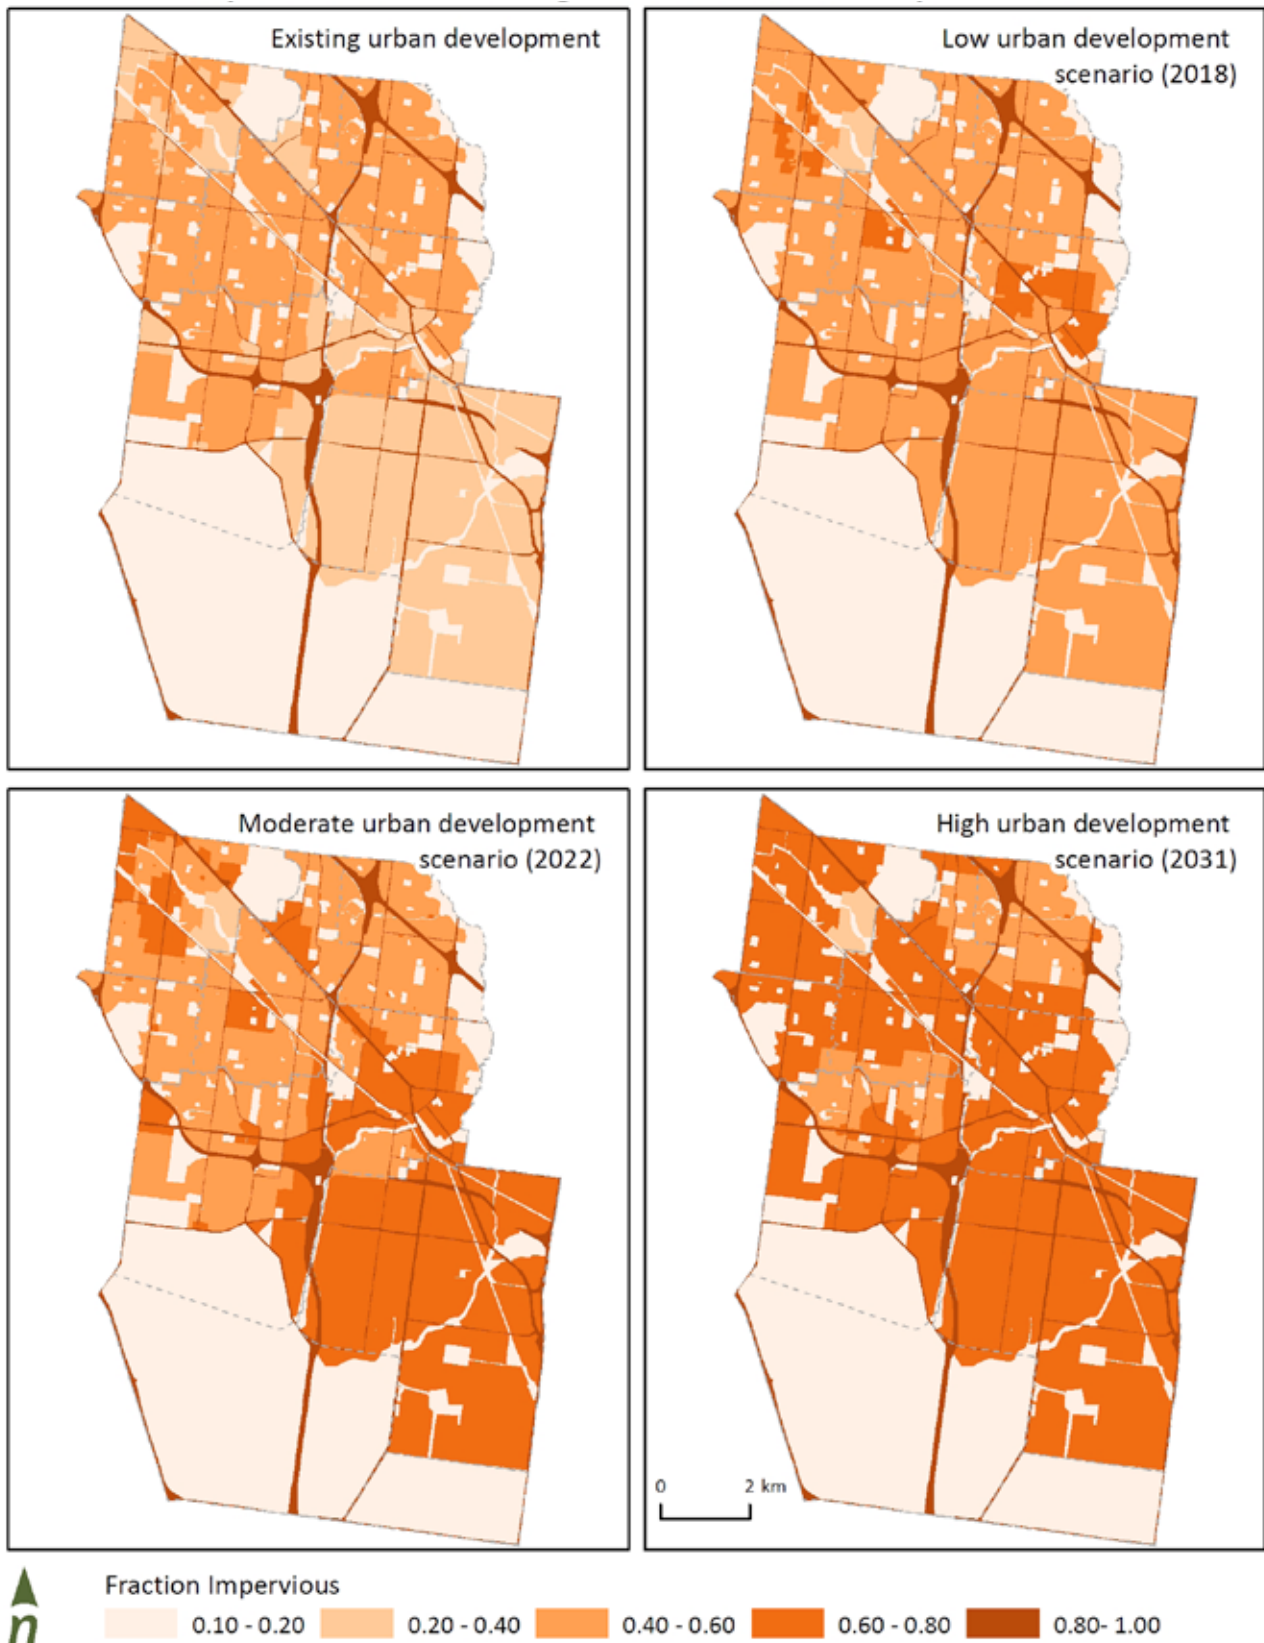 Existing urban development
Low urban development
scenario (2018)
Moderate urban development
scenario (2022)
High urban development
scenario (2031)
0 2 km
n
Fraction Impervious
0.10 - 0.20 0.20 - 0.40 0.40 - 0.60 0.60 - 0.80 0.80- 1.00